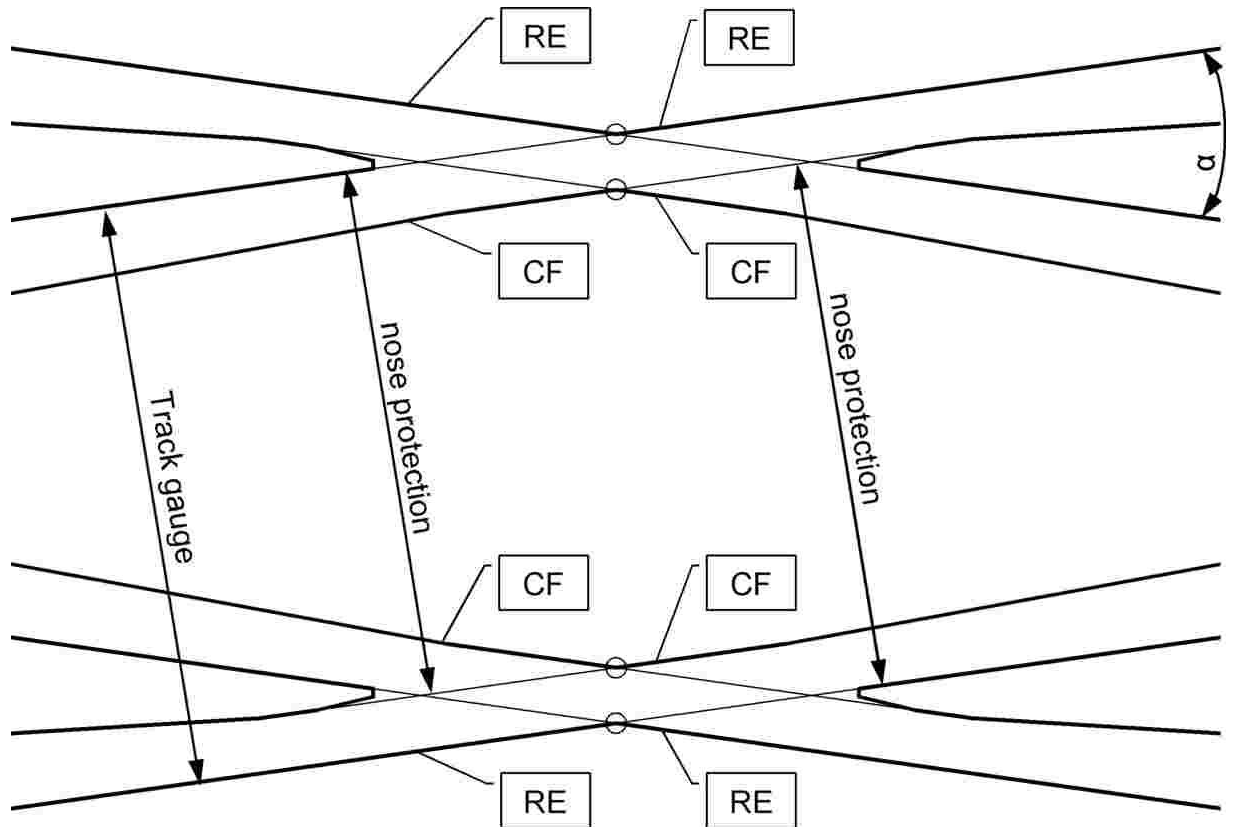 RE
RE
α
CF
CF
nose protection
nose protection
Track gauge
CF
CF
RE
RE